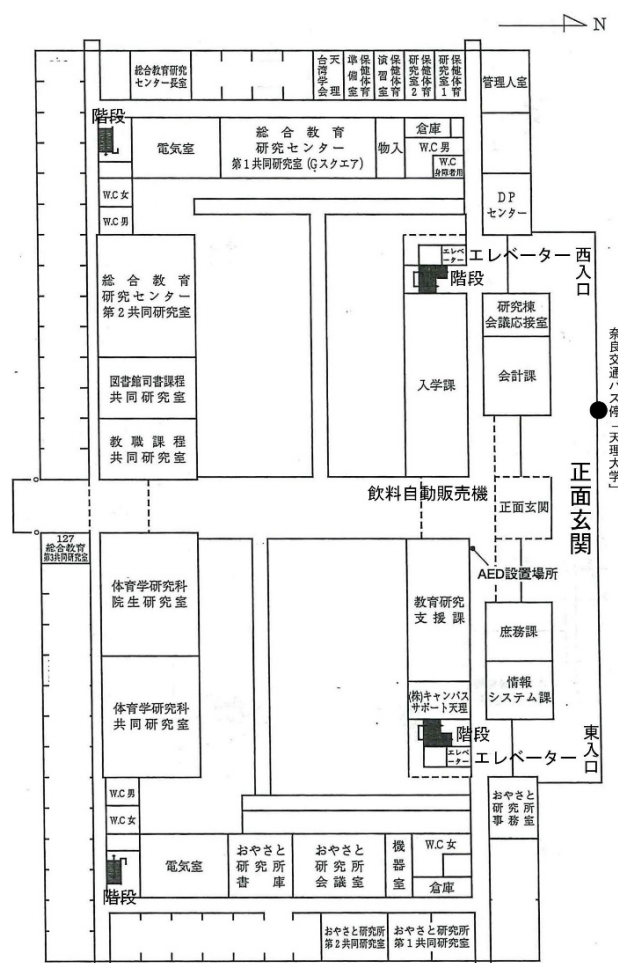 N
総合教育研究
センター長室
天理
台湾学会
保健体育
準備室
保健体育
演習室
保健体育
研究室2
保健体育
研究室1
管理人室
階段
電気室
総合教育
研究センター
第1共同研究室(Gスクエア)
物入
倉庫
W.C男
W.C
身障者用
W.C女
W.C男
DP
センター
エレベ
ーター
エレベーター
階段
西入口
総合教育
研究センター
第2共同研究室
研究棟
会議応接室
図書館司書課程
共同研究室
入学課
会計課
奈良交通バス停「天理大学」
教職課程
共同研究室
飲料自動販売機
正面玄関
正面玄関
127
総合教育
第3共同研究室
AED設置場所
体育学研究科
院生研究室
教育研究
支援課
庶務課
体育学研究科
共同研究室
(株)キャンパス
サポート天理
情報
システム課
階段
エレベ
ーター
エレベーター
東入口
W.C男
W.C女
おやさと
研究所
事務室
階段
電気室
おやさと
研究所
書庫
おやさと
研究所
会議室
機器室
W.C女
倉庫
おやさと研究所
第2共同研究室
おやさと研究所
第1共同研究室